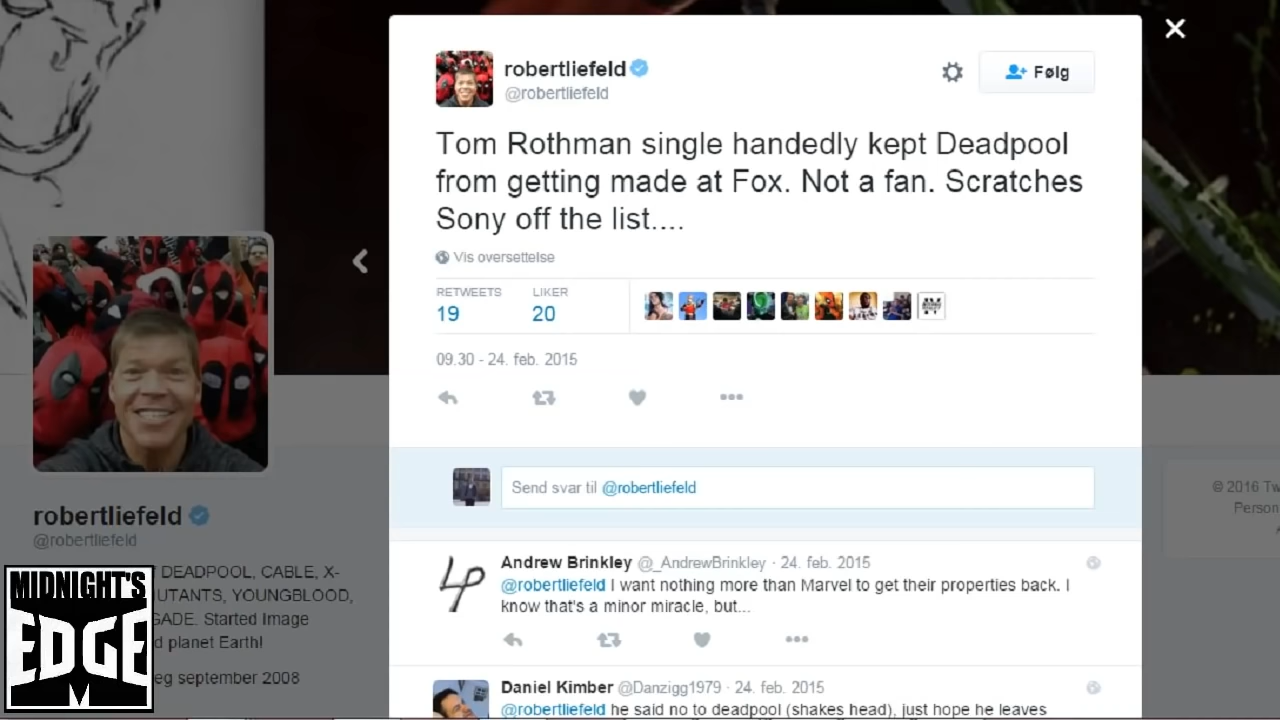 robertliefeld
@robertliefeld
Følg
Tom Rothman single handedly kept Deadpool
from getting made at Fox. Not a fan. Scratches
Sony off the list....
Vis oversettelse
RETWEETS
19
LIKER
20
09.30 - 24. feb. 2015
Send svar til @robertliefeld
Andrew Brinkley @_AndrewBrinkley · 24. feb. 2015
@robertliefeld I want nothing more than Marvel to get their properties back. I
know that's a minor miracle, but...
Daniel Kimber @Danzigg1979 · 24. feb. 2015
@robertliefeld he said no to deadpool (shakes head), just hope he leaves
robertliefeld
@robertliefeld
DEADPOOL, CABLE, X-
UTANTS, YOUNGBLOOD,
GADE. Started Image
d planet Earth!
eg september 2008
MIDNIGHT'S
EDGE
M
© 2016 Tw
Person